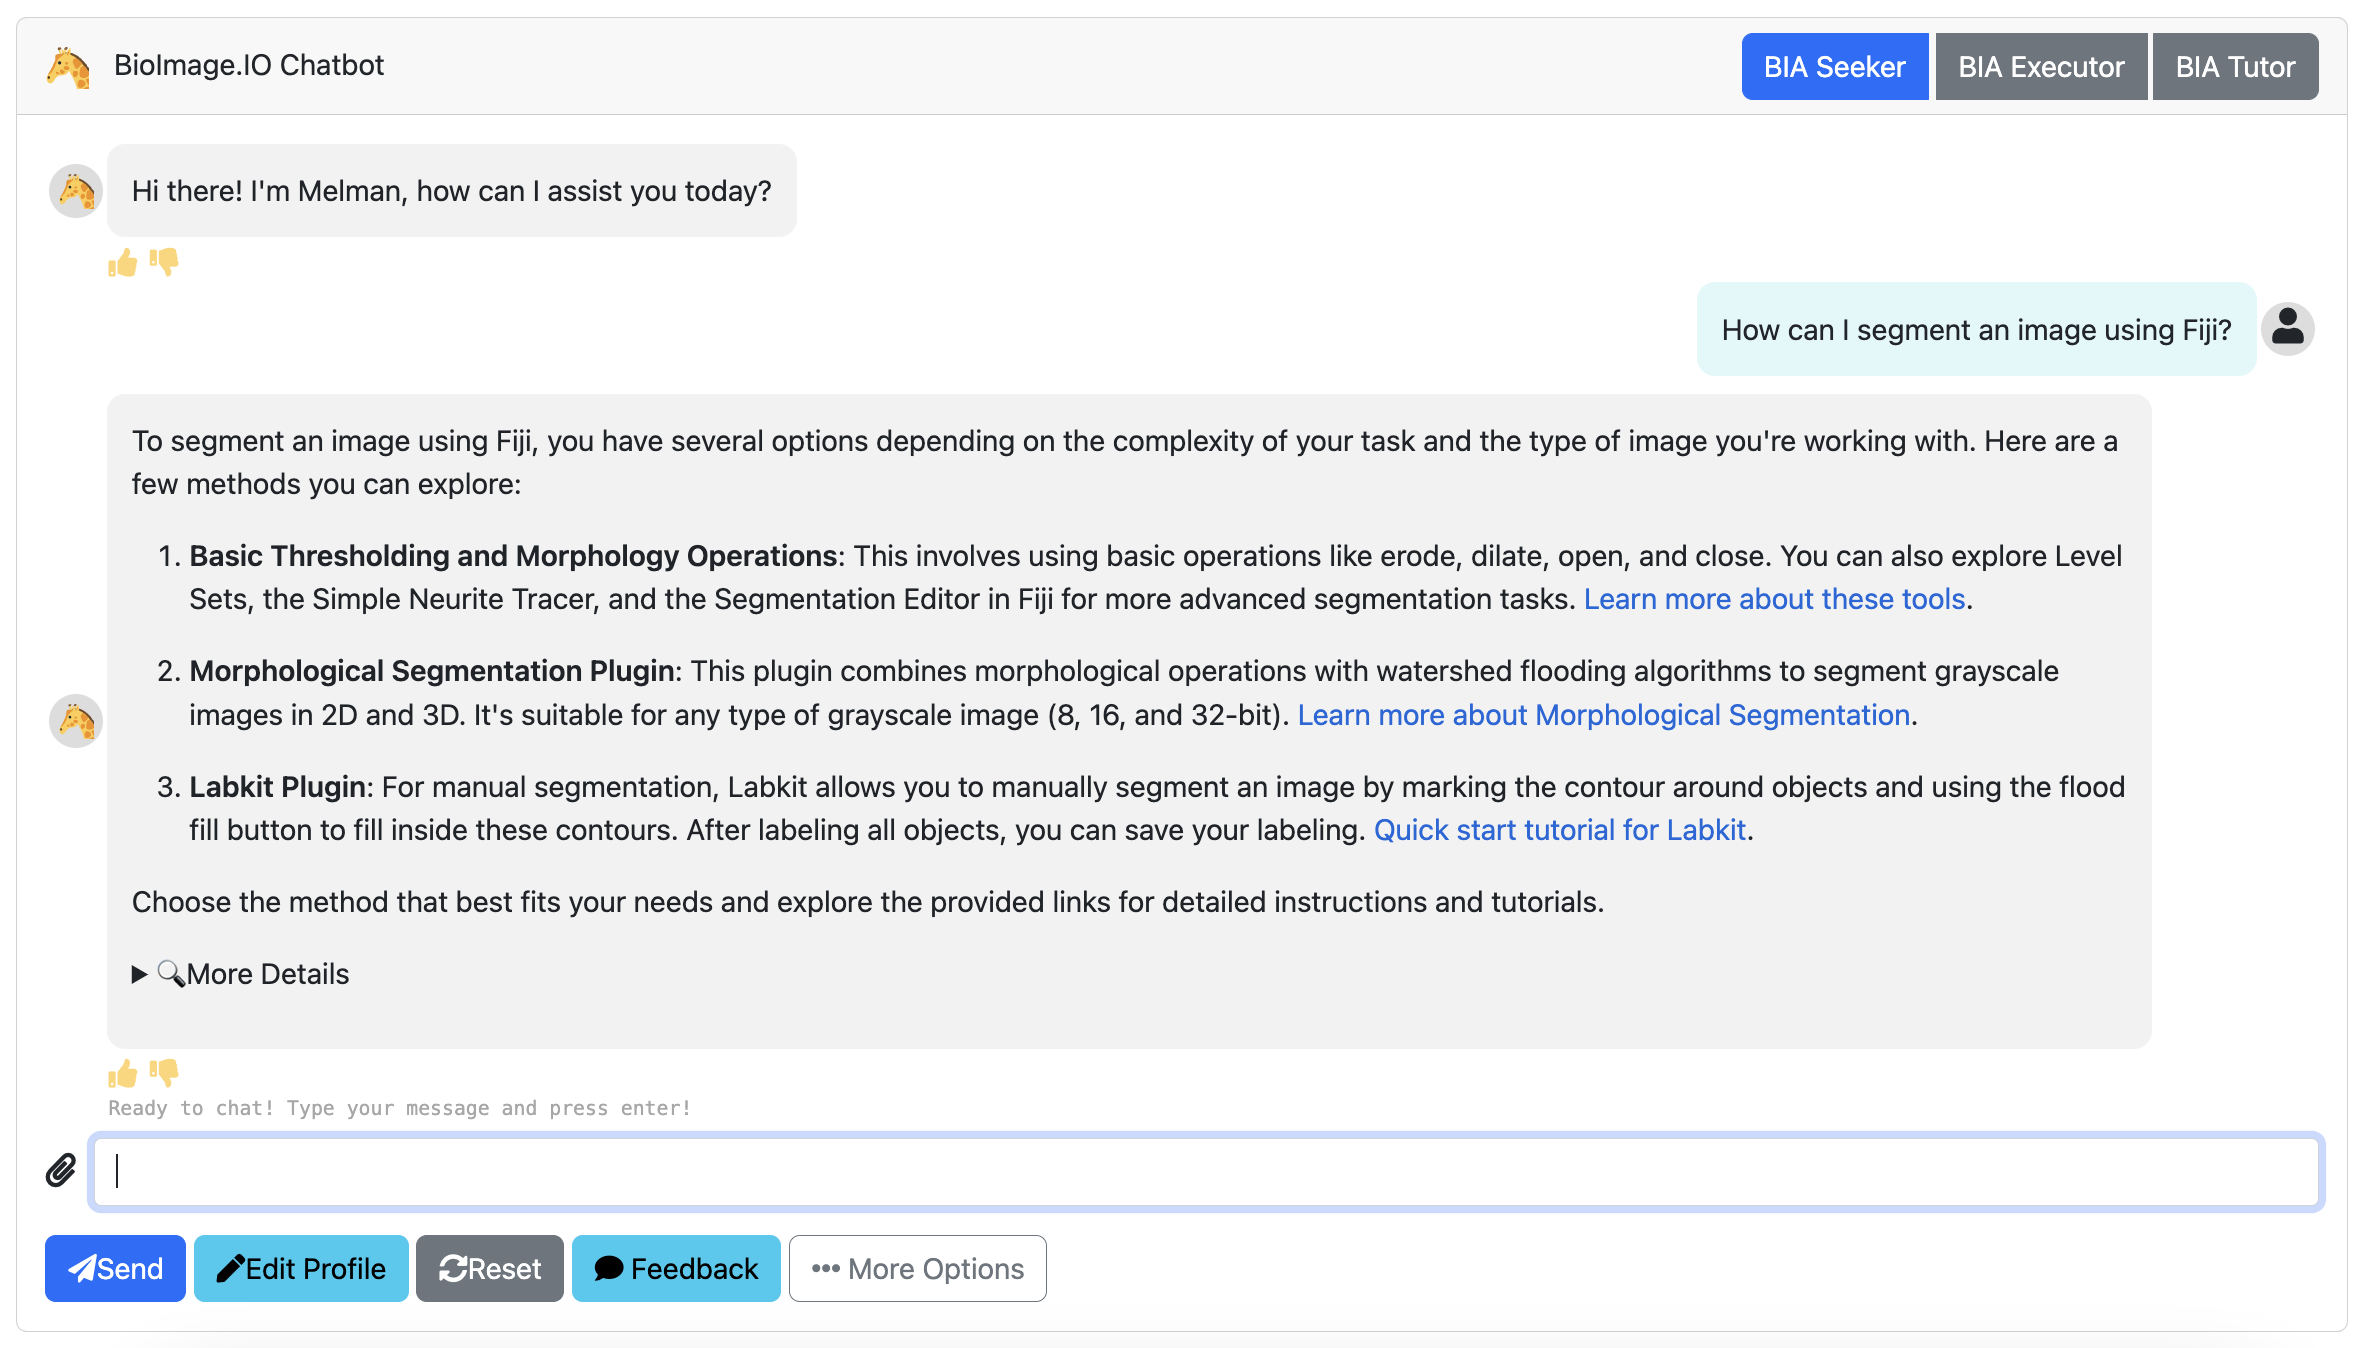 BioImage.IO Chatbot
BIA Seeker
BIA Executor
BIA Tutor
Hi there! I'm Melman, how can I assist you today?
How can I segment an image using Fiji?
To segment an image using Fiji, you have several options depending on the complexity of your task and the type of image you're working with. Here are a
few methods you can explore:
1. Basic Thresholding and Morphology Operations: This involves using basic operations like erode, dilate, open, and close. You can also explore Level
Sets, the Simple Neurite Tracer, and the Segmentation Editor in Fiji for more advanced segmentation tasks. Learn more about these tools.
2. Morphological Segmentation Plugin: This plugin combines morphological operations with watershed flooding algorithms to segment grayscale
images in 2D and 3D. It's suitable for any type of grayscale image (8, 16, and 32-bit). Learn more about Morphological Segmentation.
3. Labkit Plugin: For manual segmentation, Labkit allows you to manually segment an image by marking the contour around objects and using the flood
fill button to fill inside these contours. After labeling all objects, you can save your labeling. Quick start tutorial for Labkit.
Choose the method that best fits your needs and explore the provided links for detailed instructions and tutorials.
More Details
Ready to chat! Type your message and press enter!
Send
Edit Profile
Reset
Feedback
More Options